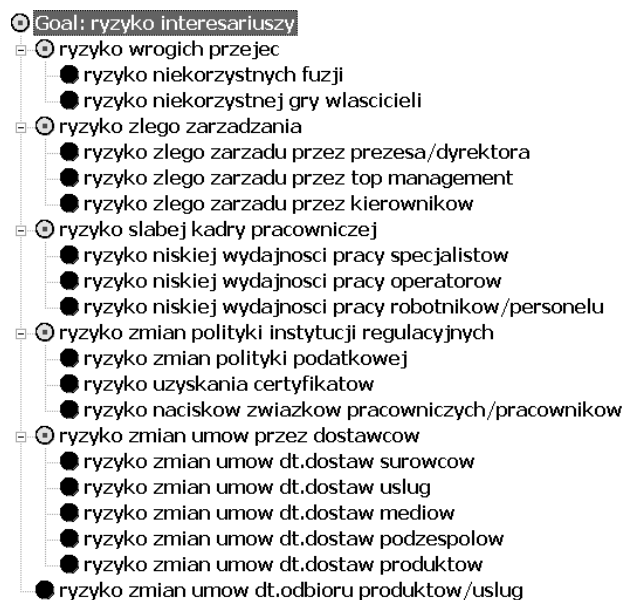 Goal: ryzyko interesariuszy
ryzyko wrogich przejec
ryzyko niekorzystnych fuzji
ryzyko niekorzystnej gry wlascicieli
ryzyko zlego zarzadzania
ryzyko zlego zarzadu przez prezesa/dyrektora
ryzyko zlego zarzadu przez top management
ryzyko zlego zarzadu przez kierownikow
ryzyko slabej kadry pracowniczej
ryzyko niskiej wydajnosci pracy specjalistow
ryzyko niskiej wydajnosci pracy operatorow
ryzyko niskiej wydajnosci pracy robotnikow/personelu
ryzyko zmian polityki instytucji regulacyjnych
ryzyko zmian polityki podatkowej
ryzyko uzyskania certyfikatow
ryzyko naciskow zwiazkow pracowniczych/pracownikow
ryzyko zmian umow przez dostawcow
ryzyko zmian umow dt.dostaw surowcow
ryzyko zmian umow dt.dostaw uslug
ryzyko zmian umow dt.dostaw mediow
ryzyko zmian umow dt.dostaw podzespolow
ryzyko zmian umow dt.dostaw produktow
ryzyko zmian umow dt.odbioru produktow/uslug